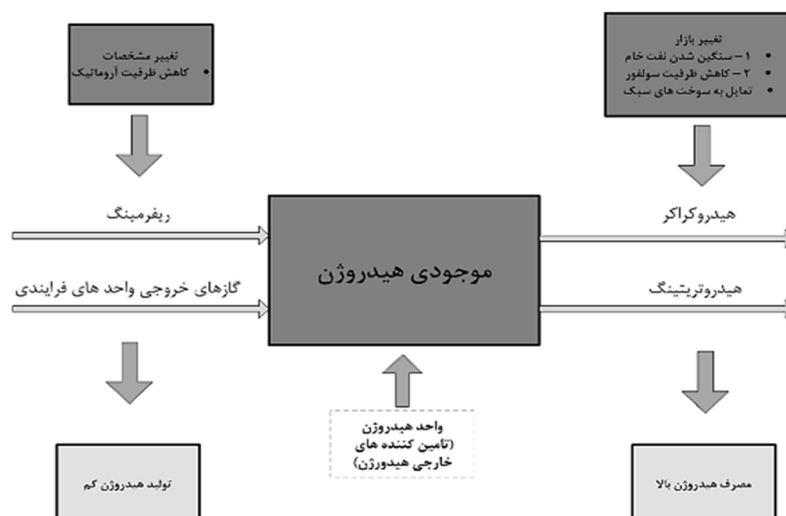 تغییر بازار
۱– سنگین شدن نفت خام
۲– کاهش ظرفیت سولفور
تمایل به سوخت های سبک
تغییر مشخصات
کاهش ظرفیت آروماتیک
هیدروکراکر
ریفرمینگ
موجودی هیدروژن
هیدروتریتینگ
گازهای خروجی واحد های فرایندی
واحد هیدروژن
(تامین کننده های
خارجی هیدورژن)
مصرف هیدروژن بالا
تولید هیدروژن کم